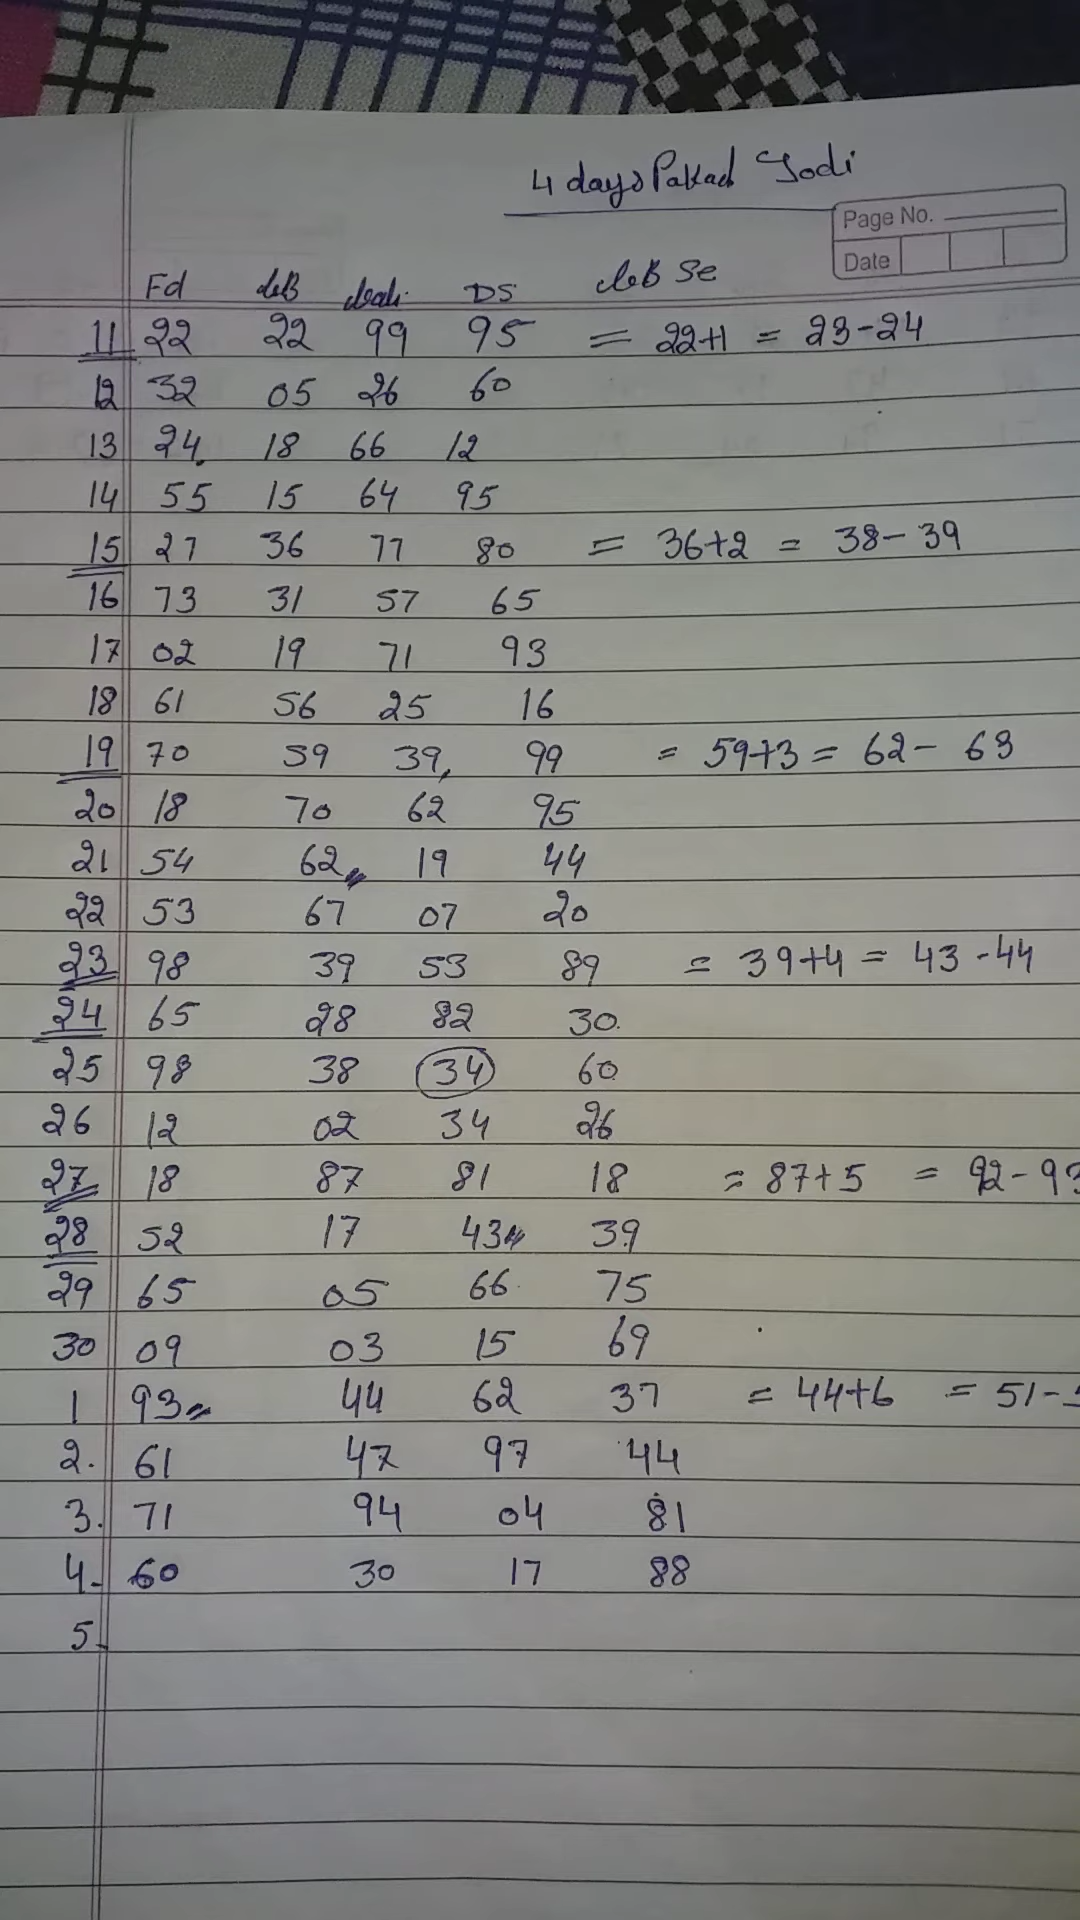 4 days Pakad Jodi
Page No.
Date
Fd GB Gali DS GB Se
11 22 22 99 95 = 22+1 = 23-24
12 32 05 26 60
13 24. 18 66 12
14 55 15 64 95
15 27 36 77 80 = 36+2 = 38-39
16 73 31 57 65
17 02 19 71 93
18 61 56 25 16
19 70 59 39, 99 = 59+3 = 62-63
20 18 70 62 95
21 54 62 19 44
22 53 67 07 20
23 98 39 53 89 = 39+4 = 43-44
24 65 28 82 30.
25 98 38 34 60
26 12 02 34 26
27 18 87 81 18 = 87+5 = 92-93
28 52 17 43 39
29 65 05 66 75
30 09 03 15 69
1 93 44 62 37 = 44+6 = 51-
2. 61 47 97 44
3. 71 94 04 81
4- 60 30 17 88
5-